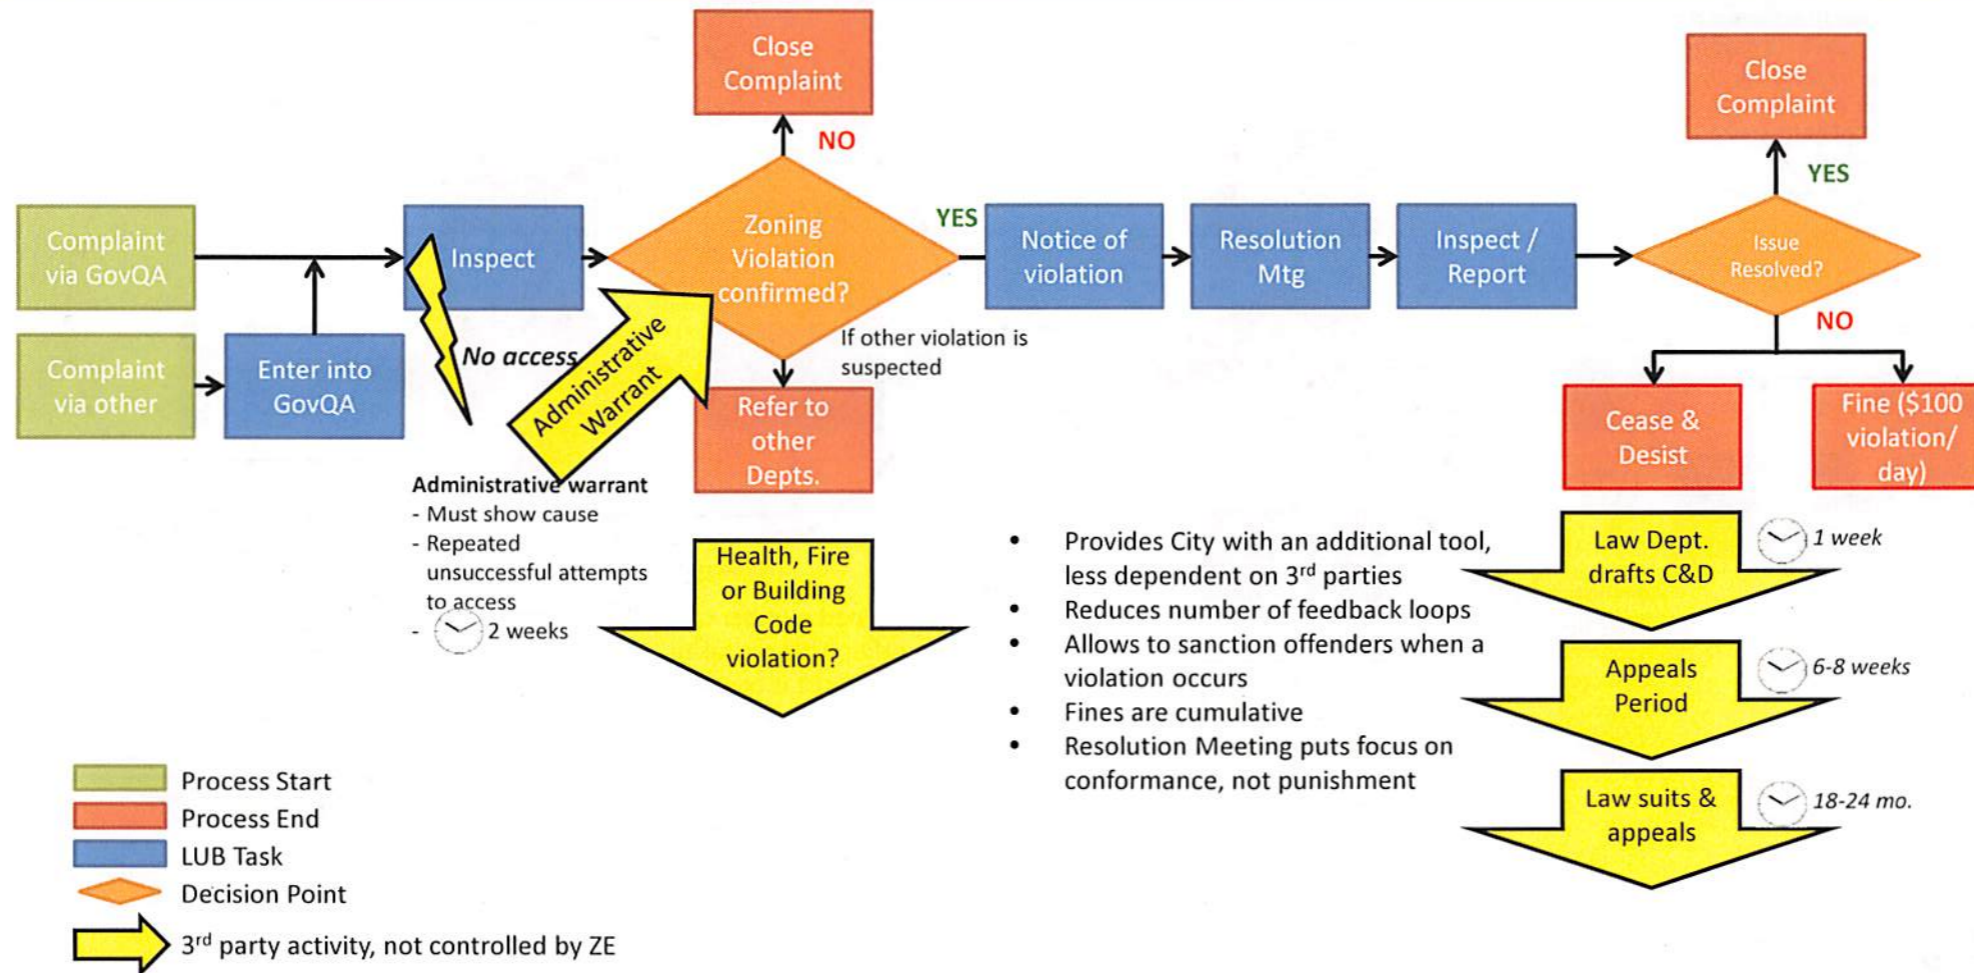 Close
Complaint
NO
Close
Complaint
YES
Complaint
via GovQA
Inspect
Zoning
Violation
confirmed?
YES
Notice of
violation
Resolution
Mtg
Inspect /
Report
Issue
Resolved?
NO
Complaint
via other
Enter into
GovQA
No access
Administrative
Warrant
If other violation is
suspected
Refer to
other
Depts.
Cease &
Desist
Fine ($100
violation/
day)
Administrative warrant
- Must show cause
- Repeated
unsuccessful attempts
to access
- 2 weeks
Health, Fire
or Building
Code
violation?
• Provides City with an additional tool,
less dependent on 3rd parties
• Reduces number of feedback loops
• Allows to sanction offenders when a
violation occurs
• Fines are cumulative
• Resolution Meeting puts focus on
conformance, not punishment
Law Dept.
drafts C&D
1 week
Appeals
Period
6-8 weeks
Law suits &
appeals
18-24 mo.
Process Start
Process End
LUB Task
Decision Point
3rd party activity, not controlled by ZE